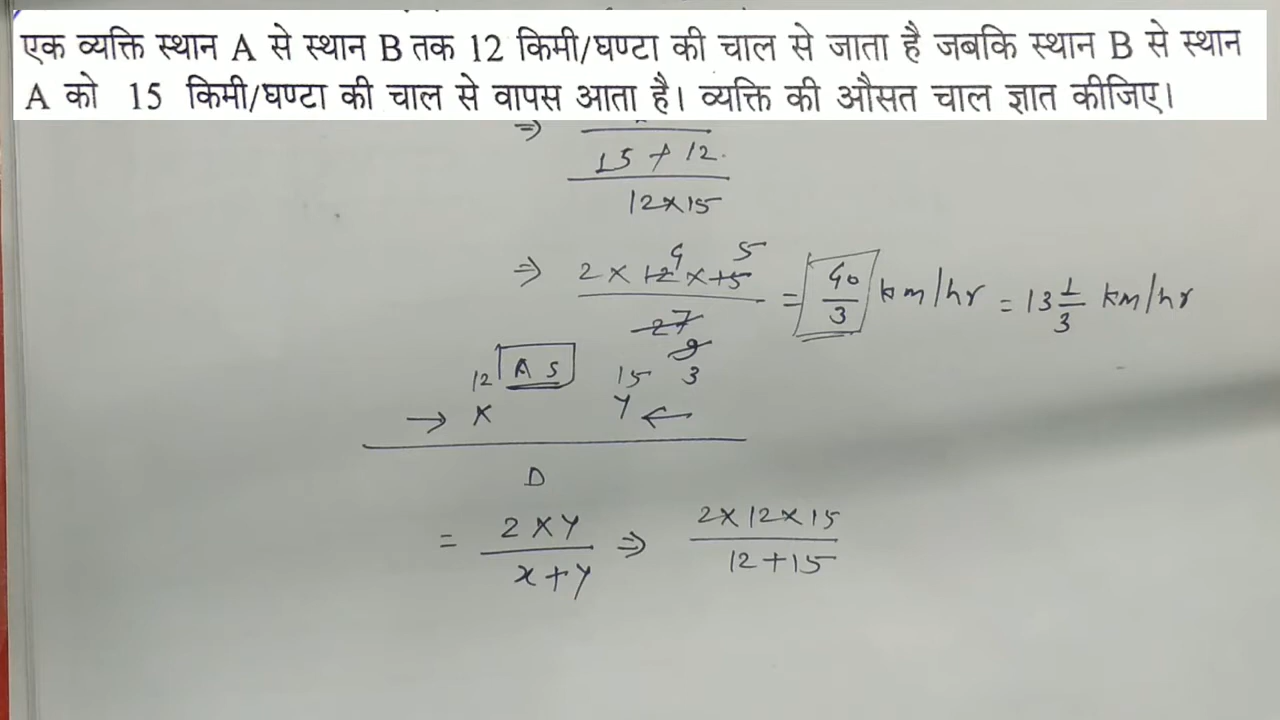 एक व्यक्ति स्थान A से स्थान B तक 12 किमी/घण्टा की चाल से जाता है जबकि स्थान B से स्थान
A को 15 किमी/घण्टा की चाल से वापस आता है। व्यक्ति की औसत चाल ज्ञात कीजिए।
⇒ 15 + 12
12×15
4 5
⇒ 2 × 12 × 15 = 40/3 km/hr = 13 1/3 km/hr
27
9
12 A S 15 3
→ X Y ←
D
= 2XY / x+y ⇒ 2×12×15 / 12+15